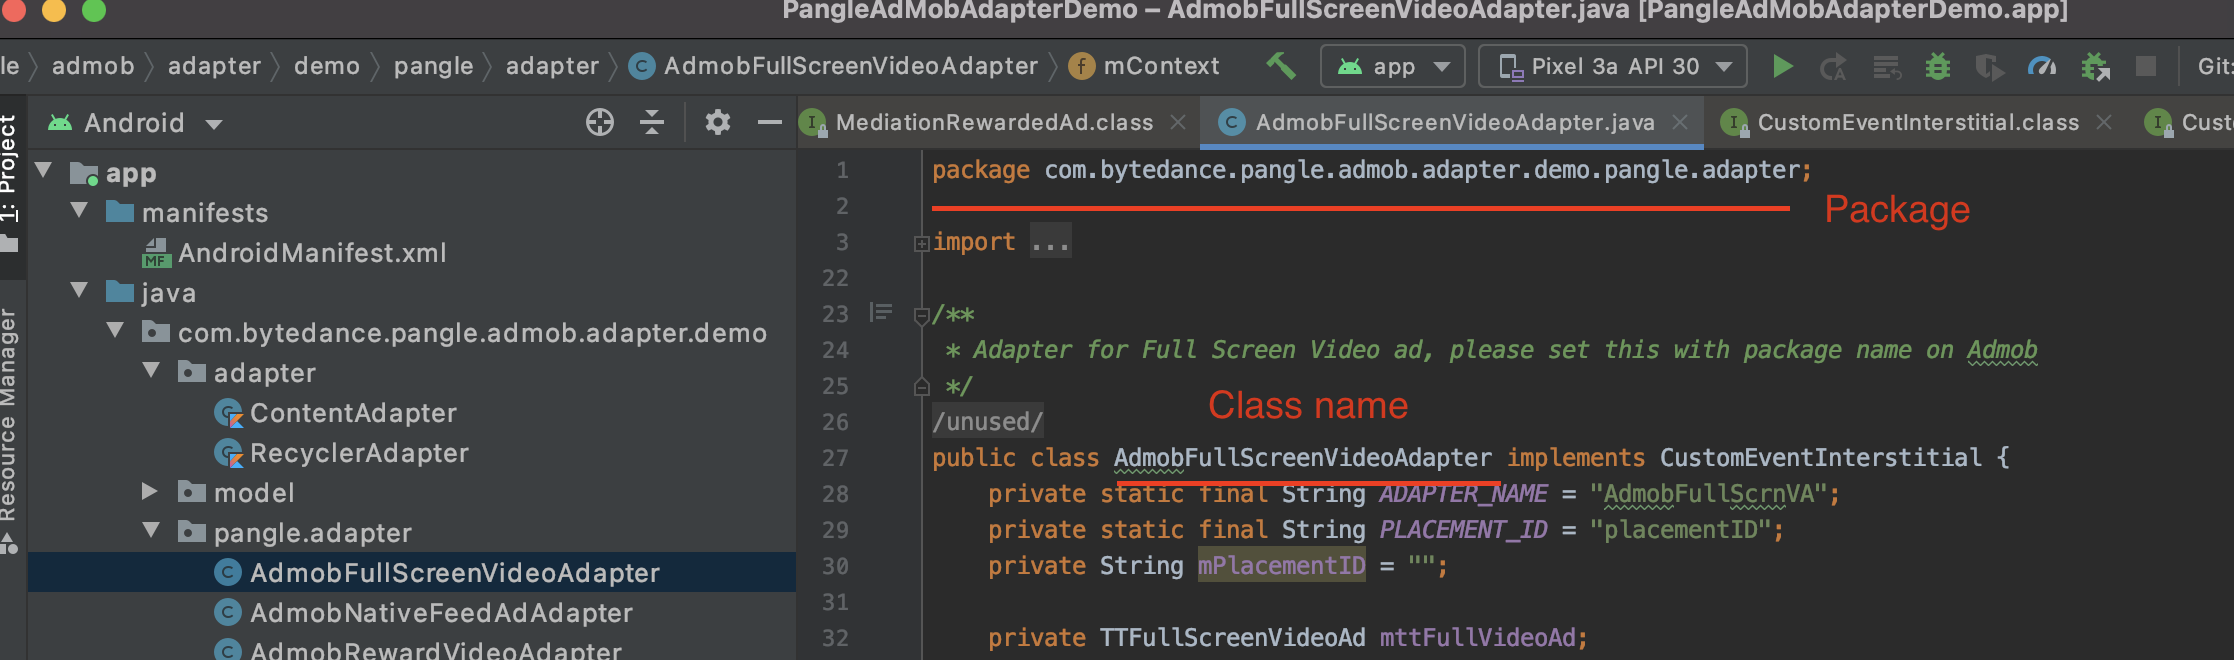 PangleAdMobAdapterDemo – AdmobFullScreenVideoAdapter.java [PangleAdMobAdapterDemo.app]
le admob adapter demo pangle adapter C AdmobFullScreenVideoAdapter f mContext app Pixel 3a API 30 Git:
1: Project
Resource Manager
Android
app
manifests
MF AndroidManifest.xml
java
com.bytedance.pangle.admob.adapter.demo
adapter
ContentAdapter
RecyclerAdapter
model
pangle.adapter
C AdmobFullScreenVideoAdapter
C AdmobNativeFeedAdAdapter
C AdmobRewardVideoAdapter
I MediationRewardedAd.class C AdmobFullScreenVideoAdapter.java I CustomEventInterstitial.class I Cust
1 package com.bytedance.pangle.admob.adapter.demo.pangle.adapter;
2
Package
3 import ...
22
23 /**
24 * Adapter for Full Screen Video ad, please set this with package name on Admob
25 */
Class name
26 /unused/
27 public class AdmobFullScreenVideoAdapter implements CustomEventInterstitial {
28 private static final String ADAPTER_NAME = "AdmobFullScrnVA";
29 private static final String PLACEMENT_ID = "placementID";
30 private String mPlacementID = "";
31
32 private TTFullScreenVideoAd mttFullVideoAd;